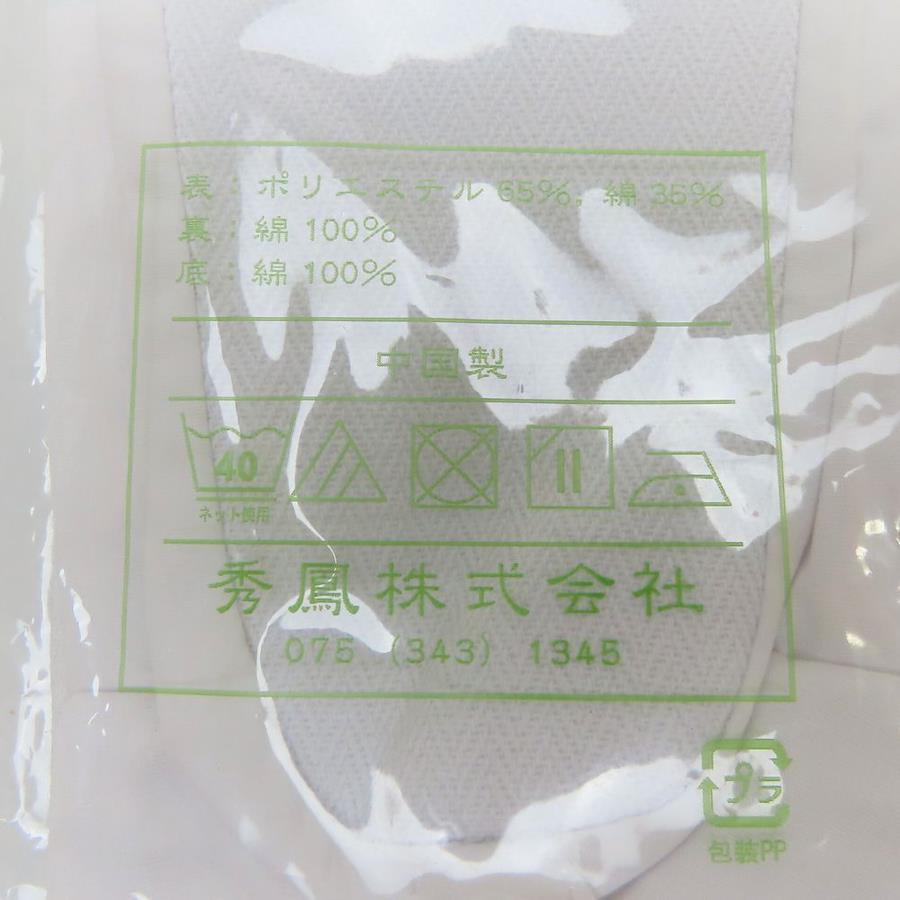 表：ポリエステル 65%, 綿 35%
裏：綿 100%
底：綿 100%
中国製
40
ネット使用
秀鳳株式会社
075 (343) 1345
プラ
包装PP